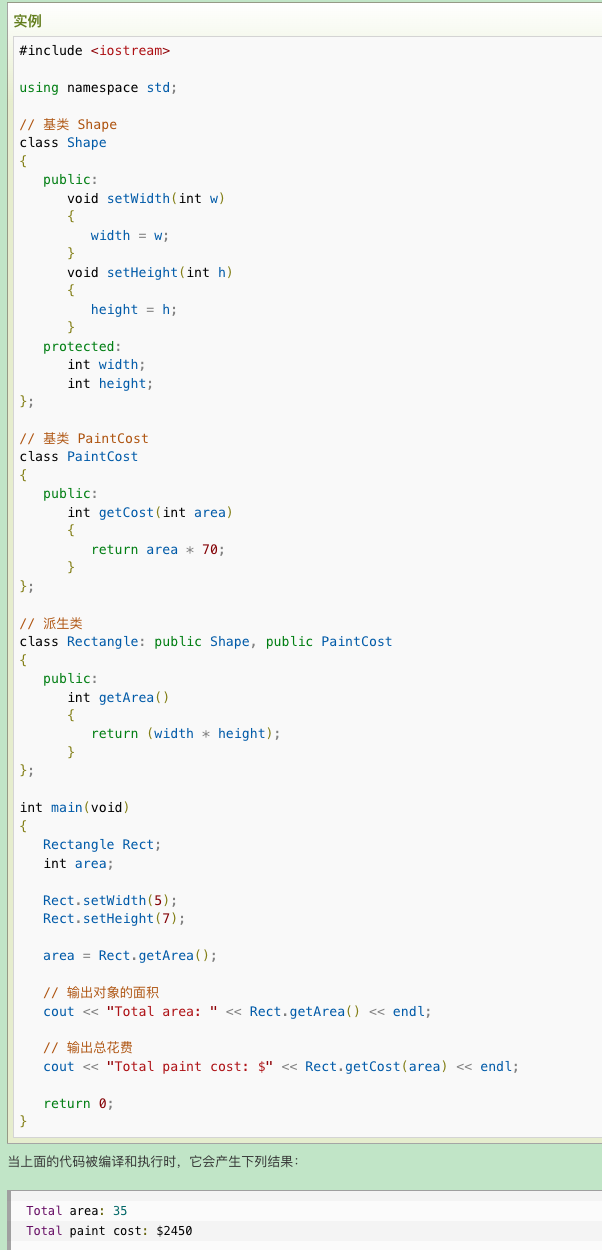 实例
#include <iostream>
using namespace std;
// 基类 Shape
class Shape
{
   public:
      void setWidth(int w)
      {
         width = w;
      }
      void setHeight(int h)
      {
         height = h;
      }
   protected:
      int width;
      int height;
};
// 基类 PaintCost
class PaintCost
{
   public:
      int getCost(int area)
      {
         return area * 70;
      }
};
// 派生类
class Rectangle: public Shape, public PaintCost
{
   public:
      int getArea()
      {
         return (width * height);
      }
};
int main(void)
{
   Rectangle Rect;
   int area;
   Rect.setWidth(5);
   Rect.setHeight(7);
   area = Rect.getArea();
   // 输出对象的面积
   cout << "Total area: " << Rect.getArea() << endl;
   // 输出总花费
   cout << "Total paint cost: $" << Rect.getCost(area) << endl;
   return 0;
}
当上面的代码被编译和执行时，它会产生下列结果：
Total area: 35
Total paint cost: $2450